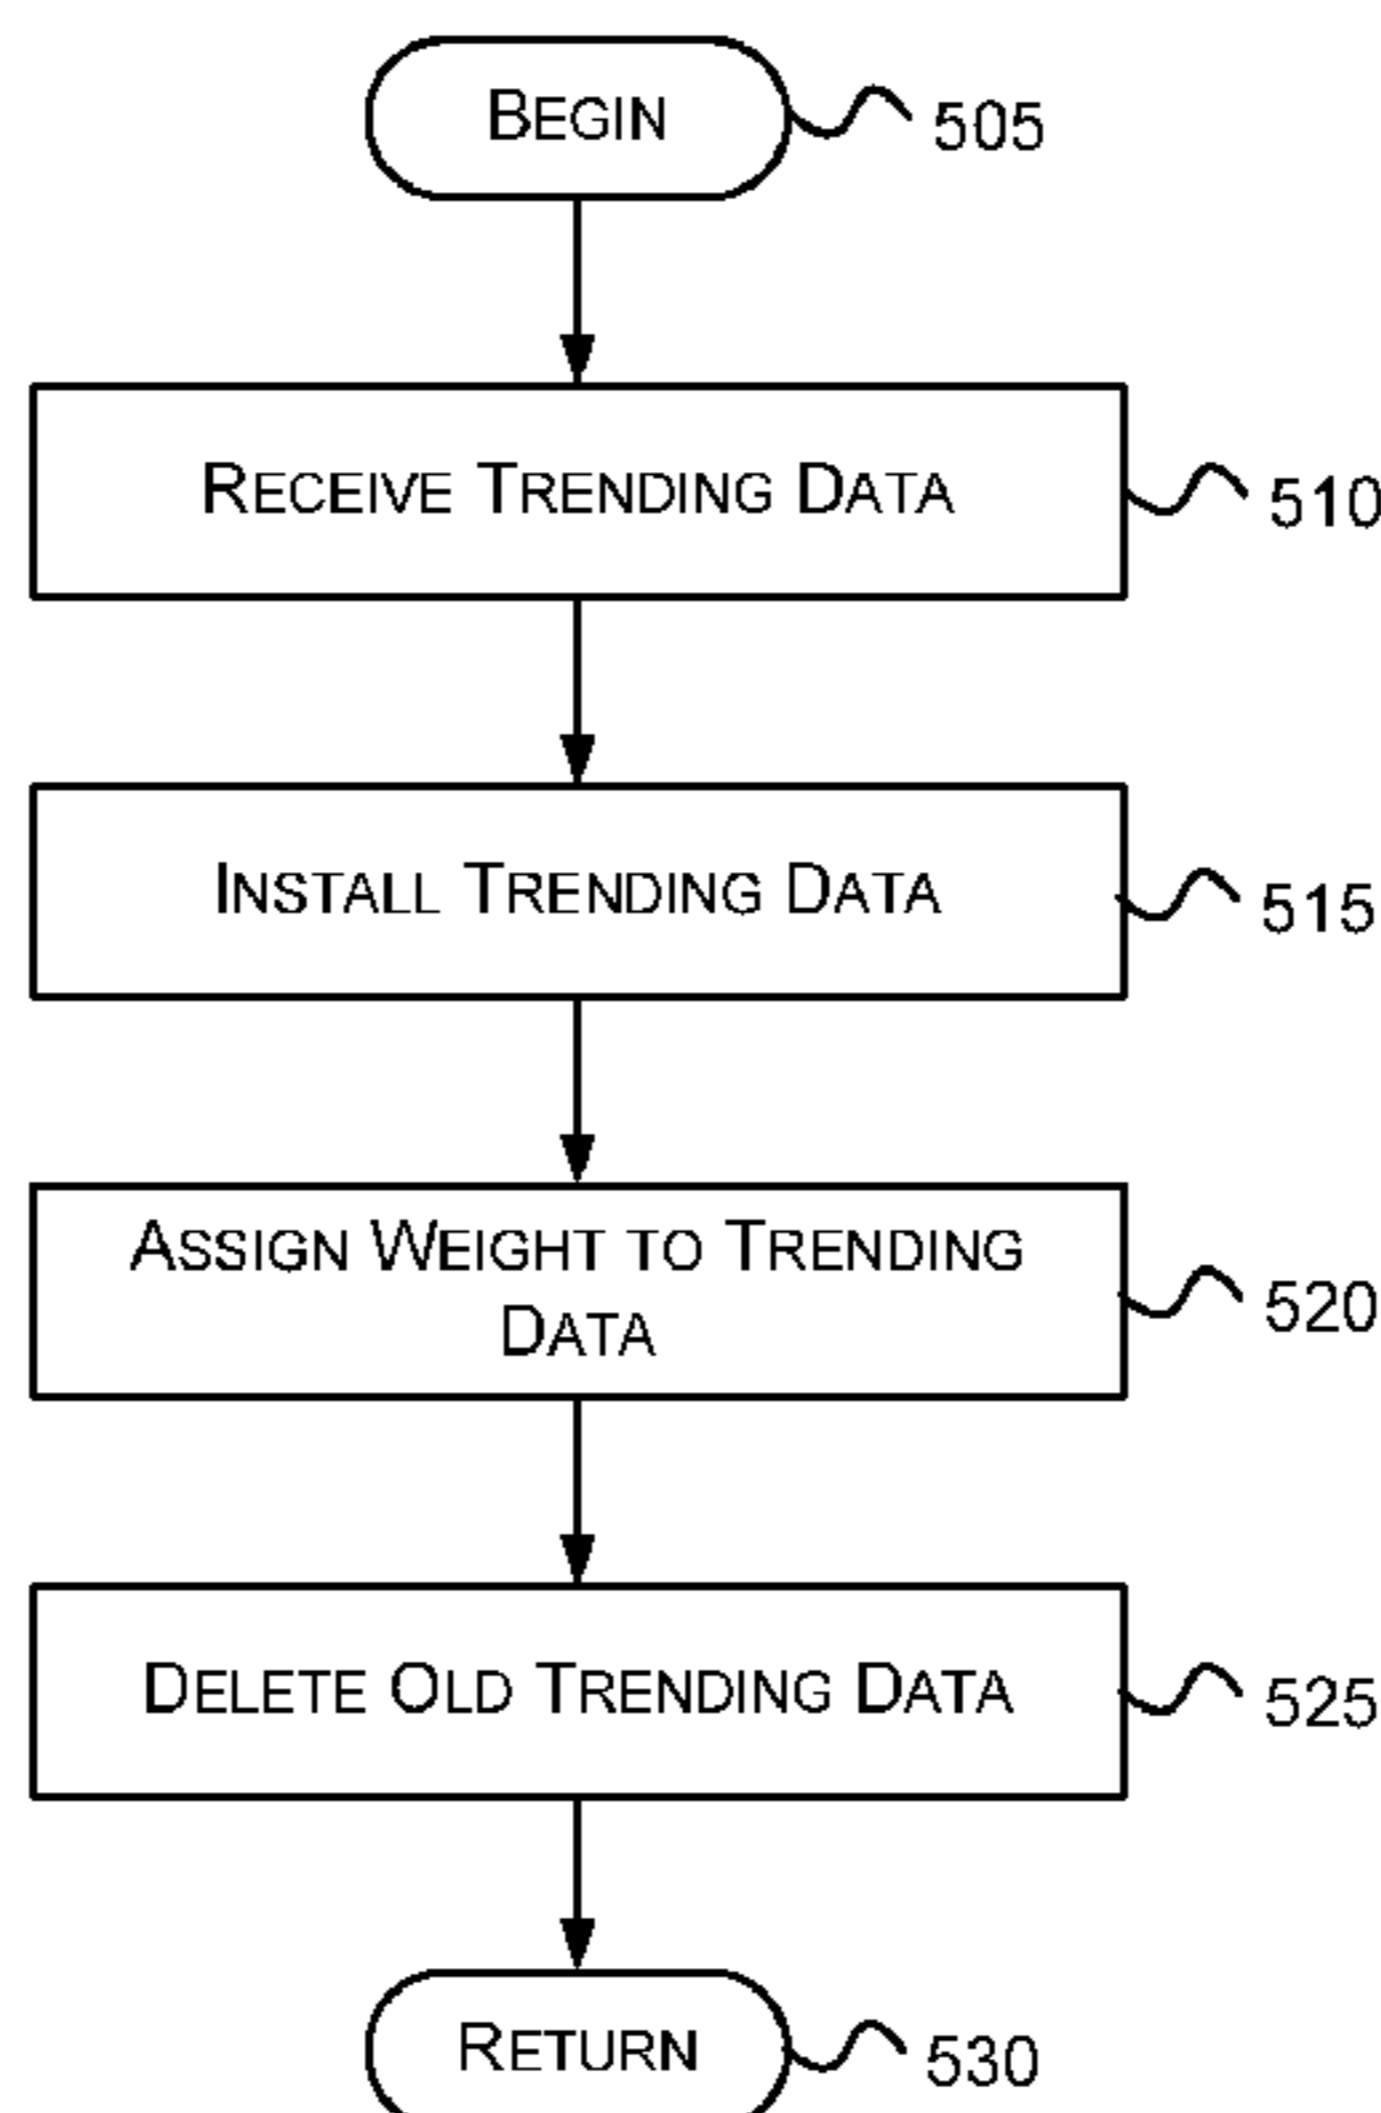 BEGIN
505
RECEIVE TRENDING DATA
510
INSTALL TRENDING DATA
515
ASSIGN WEIGHT TO TRENDING
DATA
520
DELETE OLD TRENDING DATA
525
RETURN
530